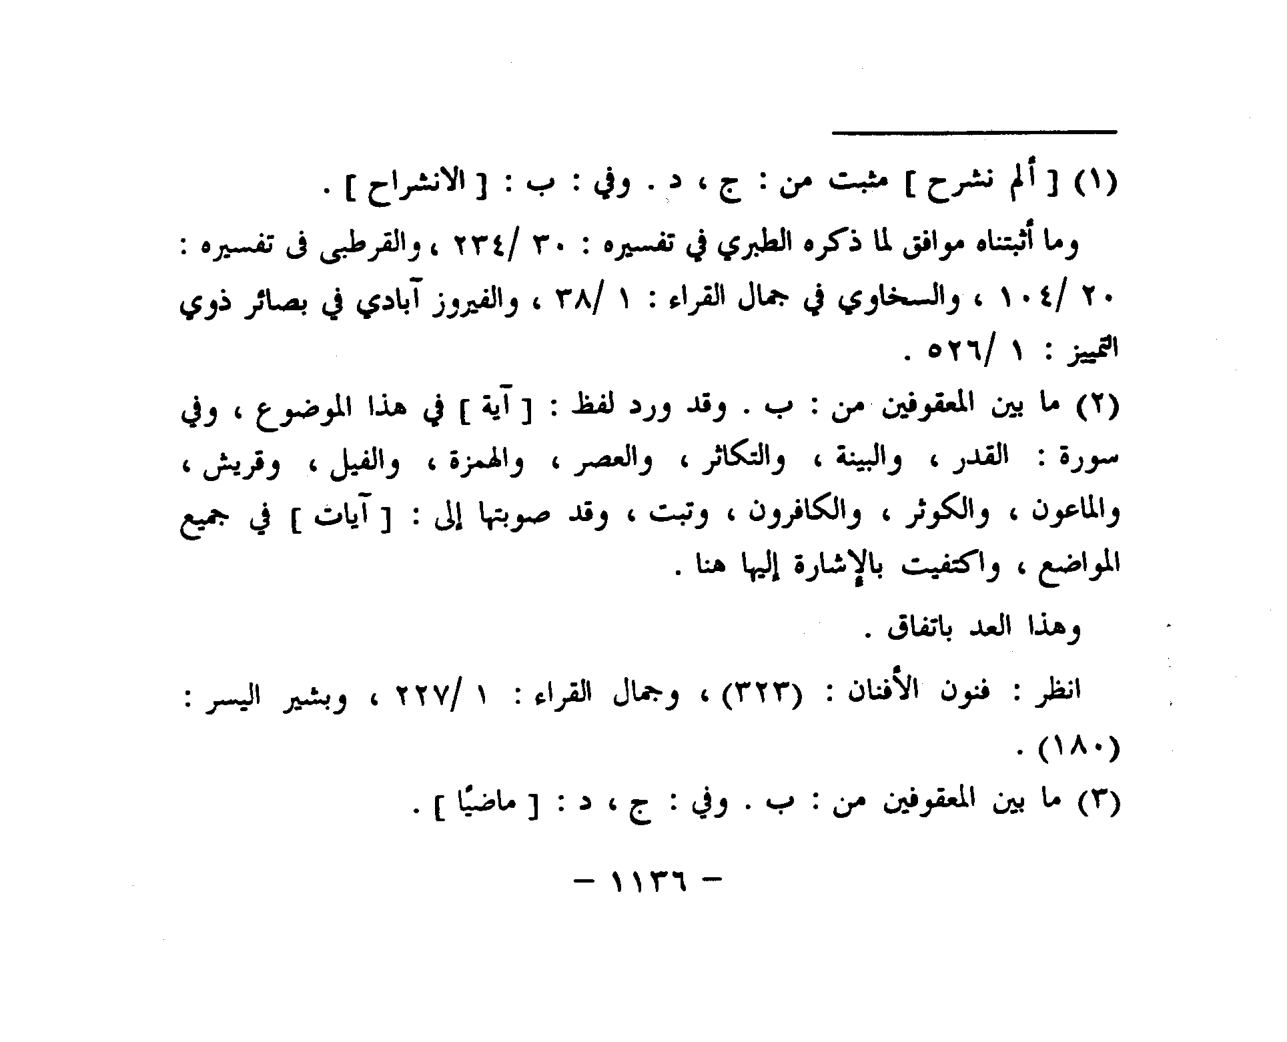 (١) [ ألم نشرح ] مثبت من : ج ، د . وفي : ب : [ الانشراح ] .
وما أثبتناه موافق لما ذكره الطبري في تفسيره : ٣٠ /٢٣٤ ، والقرطبى فى تفسيره :
٢٠ /١٠٤ ، والسخاوي في جمال القراء : ١ /٣٨ ، والفيروز آبادي في بصائر ذوي
التمييز : ١ /٥٢٦ .
(٢) ما بين المعقوفين من : ب . وقد ورد لفظ : [ آية ] في هذا الموضوع ، وفي
سورة : القدر ، والبينة ، والتكاثر ، والعصر ، والهمزة ، والفيل ، وقريش ،
والماعون ، والكوثر ، والكافرون ، وتبت ، وقد صوبتها إلى : [ آيات ] في جميع
المواضع ، واكتفيت بالإشارة إليها هنا .
وهذا العد باتفاق .
انظر : فنون الأفنان : (٣٢٣) ، وجمال القراء : ١ /٢٢٧ ، وبشير اليسر :
(١٨٠) .
(٣) ما بين المعقوفين من : ب . وفي : ج ، د : [ ماضيًا ] .
– ١١٣٦ –